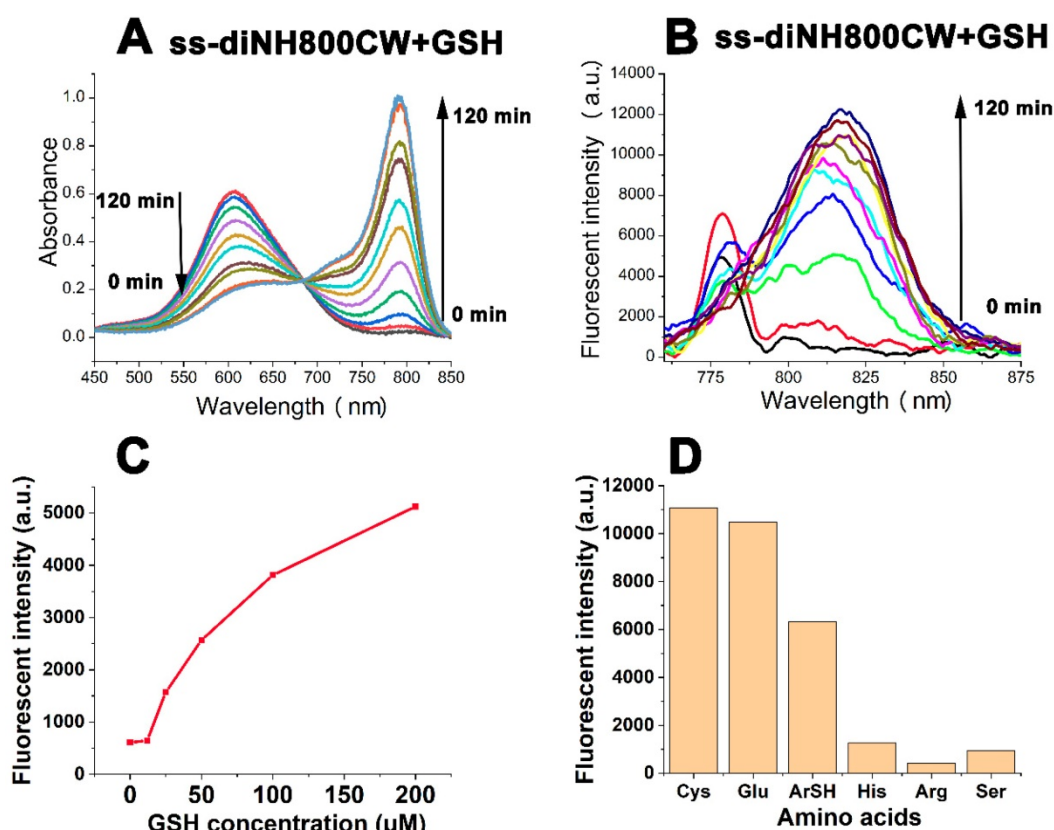 A ss-diNH800CW+GSH
Absorbance
1.0
0.8
0.6
0.4
0.2
0.0
120 min
0 min
120 min
0 min
450 500 550 600 650 700 750 800 850
Wavelength ( nm)
B ss-diNH800CW+GSH
Fluorescent intensity ( a.u.)
14000
12000
10000
8000
6000
4000
2000
0
120 min
0 min
775 800 825 850 875
Wavelength ( nm)
C
Fluorescent intensity (a.u.)
5000
4000
3000
2000
1000
0
0 50 100 150 200
GSH concentration (μM)
D
Fluorescent intensity (a.u.)
12000
10000
8000
6000
4000
2000
0
Cys Glu ArSH His Arg Ser
Amino acids